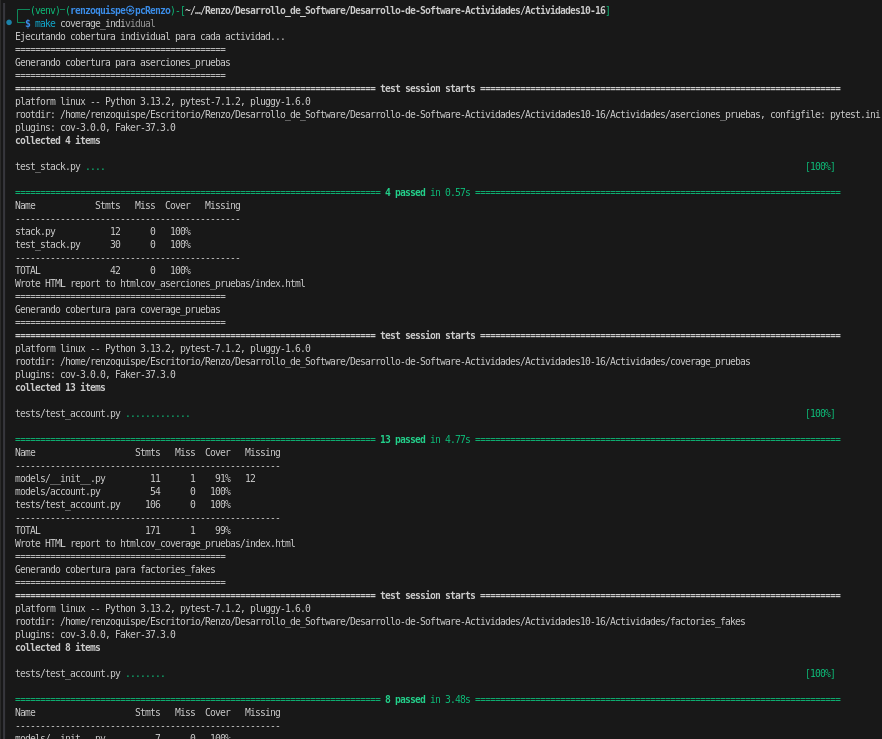 ┌──(venv)─(renzoquispe㉿pcRenzo)-[~/…/Renzo/Desarrollo_de_Software/Desarrollo-de-Software-Actividades/Actividades10-16]
└─$ make coverage_individual
Ejecutando cobertura individual para cada actividad...
==========================================
Generando cobertura para aserciones_pruebas
==========================================
======================================================================== test session starts ========================================================================
platform linux -- Python 3.13.2, pytest-7.1.2, pluggy-1.6.0
rootdir: /home/renzoquispe/Escritorio/Renzo/Desarrollo_de_Software/Desarrollo-de-Software-Actividades/Actividades10-16/Actividades/aserciones_pruebas, configfile: pytest.ini
plugins: cov-3.0.0, Faker-37.3.0
collected 4 items
test_stack.py .... [100%]
========================================================================= 4 passed in 0.57s =========================================================================
Name            Stmts   Miss  Cover   Missing
---------------------------------------------
stack.py           12      0   100%
test_stack.py      30      0   100%
---------------------------------------------
TOTAL              42      0   100%
Wrote HTML report to htmlcov_aserciones_pruebas/index.html
==========================================
Generando cobertura para coverage_pruebas
==========================================
======================================================================== test session starts ========================================================================
platform linux -- Python 3.13.2, pytest-7.1.2, pluggy-1.6.0
rootdir: /home/renzoquispe/Escritorio/Renzo/Desarrollo_de_Software/Desarrollo-de-Software-Actividades/Actividades10-16/Actividades/coverage_pruebas
plugins: cov-3.0.0, Faker-37.3.0
collected 13 items
tests/test_account.py ............. [100%]
======================================================================== 13 passed in 4.77s =========================================================================
Name                    Stmts   Miss  Cover   Missing
-----------------------------------------------------
models/__init__.py         11      1    91%   12
models/account.py          54      0   100%
tests/test_account.py     106      0   100%
-----------------------------------------------------
TOTAL                     171      1    99%
Wrote HTML report to htmlcov_coverage_pruebas/index.html
==========================================
Generando cobertura para factories_fakes
==========================================
======================================================================== test session starts ========================================================================
platform linux -- Python 3.13.2, pytest-7.1.2, pluggy-1.6.0
rootdir: /home/renzoquispe/Escritorio/Renzo/Desarrollo_de_Software/Desarrollo-de-Software-Actividades/Actividades10-16/Actividades/factories_fakes
plugins: cov-3.0.0, Faker-37.3.0
collected 8 items
tests/test_account.py ........ [100%]
========================================================================= 8 passed in 3.48s =========================================================================
Name                    Stmts   Miss  Cover   Missing
-----------------------------------------------------
models/__init__.py          7      0   100%